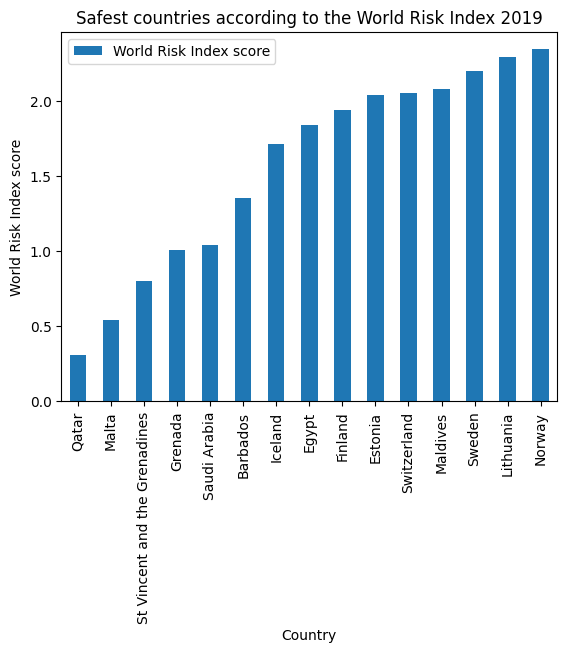 Safest countries according to the World Risk Index 2019
World Risk Index score
World Risk Index score
2.0
1.5
1.0
0.5
0.0
Qatar
Malta
St Vincent and the Grenadines
Grenada
Saudi Arabia
Barbados
Iceland
Egypt
Finland
Estonia
Switzerland
Maldives
Sweden
Lithuania
Norway
Country